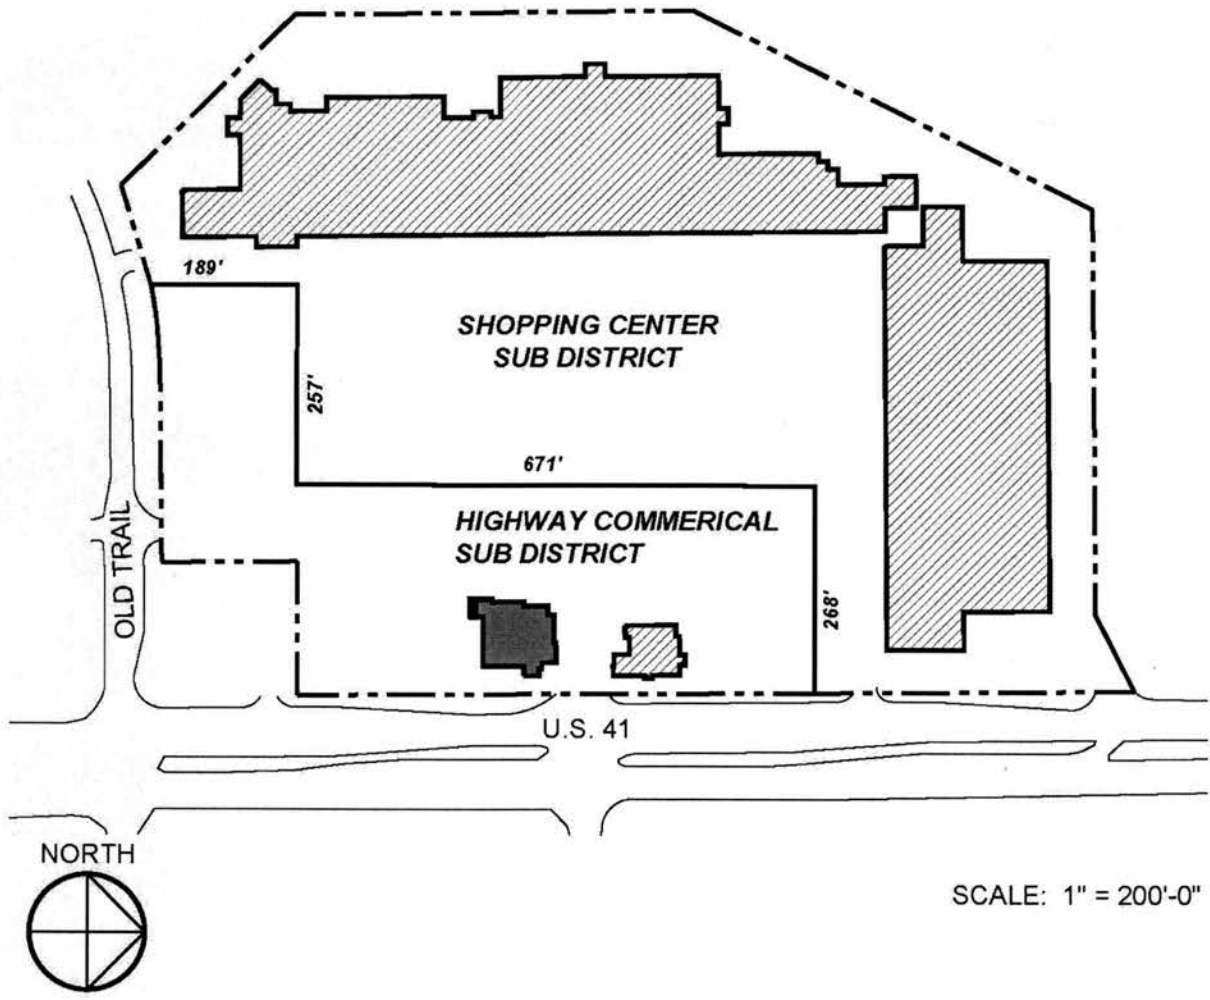 189'
SHOPPING CENTER
SUB DISTRICT
257'
671'
HIGHWAY COMMERICAL
SUB DISTRICT
OLD TRAIL
268'
U.S. 41
NORTH
SCALE: 1" = 200'-0"